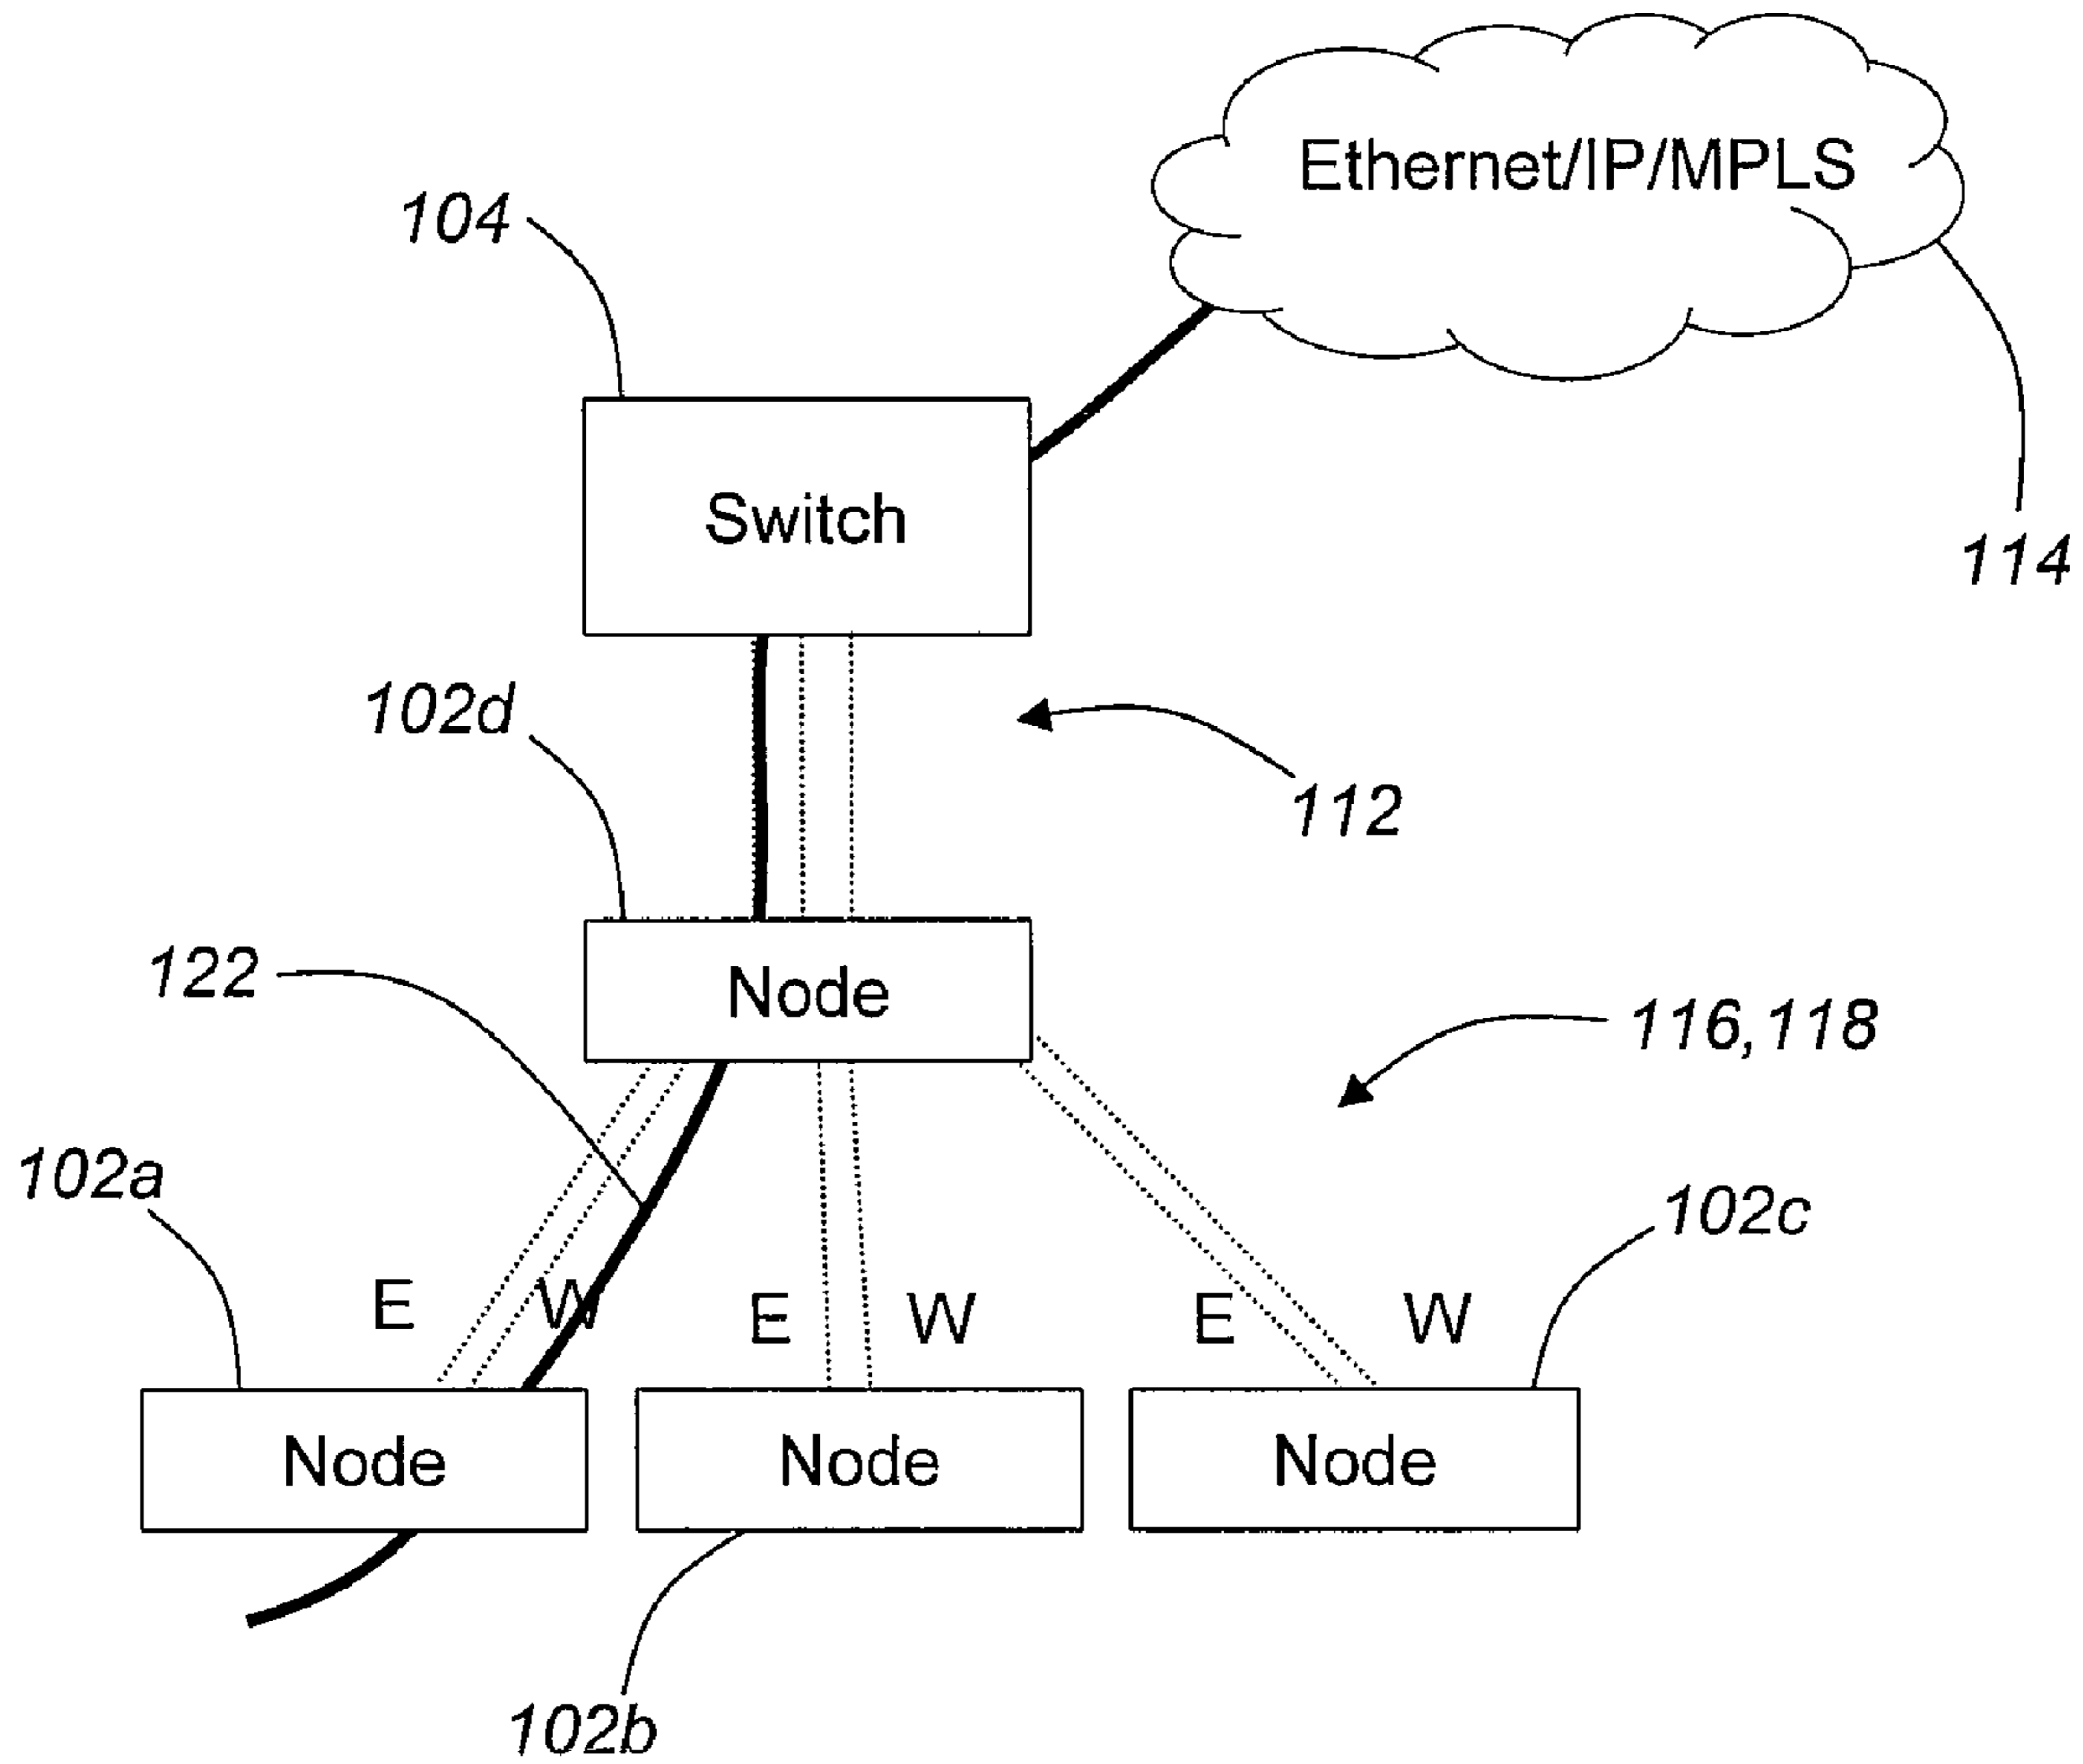 Ethernet/IP/MPLS
104
114
Switch
102d
112
122
Node
116,118
102a
102c
E W E W E W
Node Node Node
102b